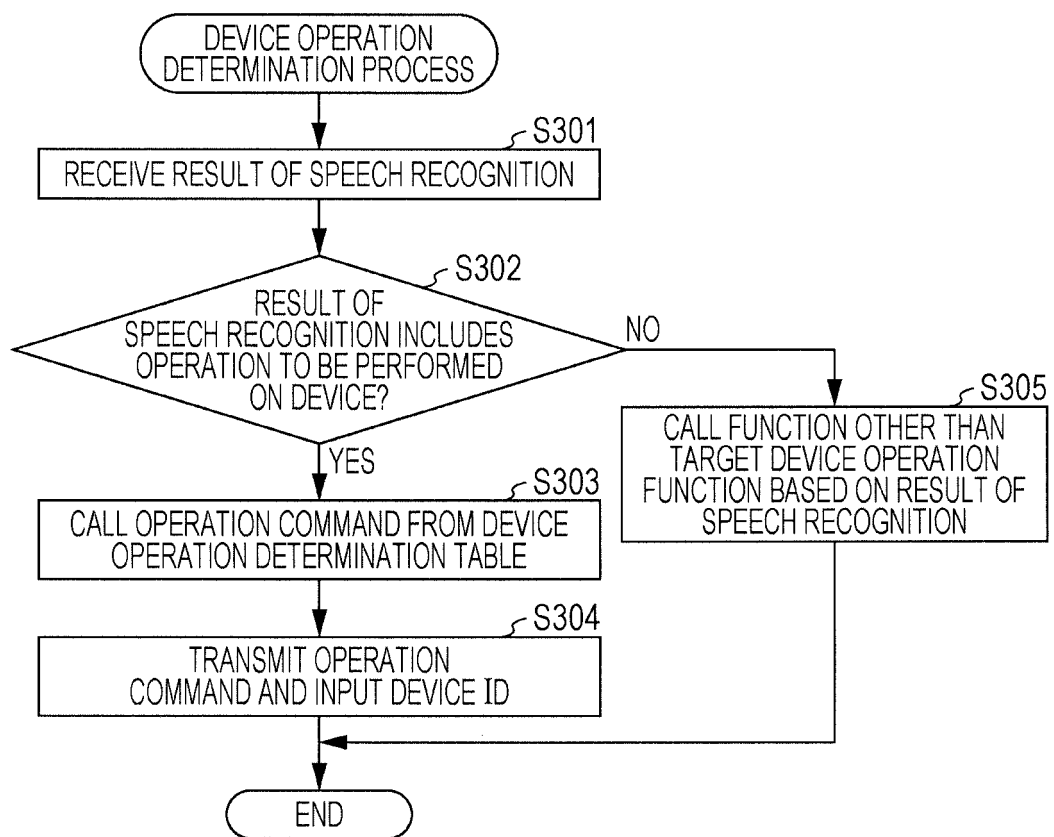 DEVICE OPERATION
DETERMINATION PROCESS
S301
RECEIVE RESULT OF SPEECH RECOGNITION
S302
RESULT OF
SPEECH RECOGNITION INCLUDES
OPERATION TO BE PERFORMED
ON DEVICE?
NO
YES
S305
CALL FUNCTION OTHER THAN
TARGET DEVICE OPERATION
FUNCTION BASED ON RESULT OF
SPEECH RECOGNITION
S303
CALL OPERATION COMMAND FROM DEVICE
OPERATION DETERMINATION TABLE
S304
TRANSMIT OPERATION
COMMAND AND INPUT DEVICE ID
END